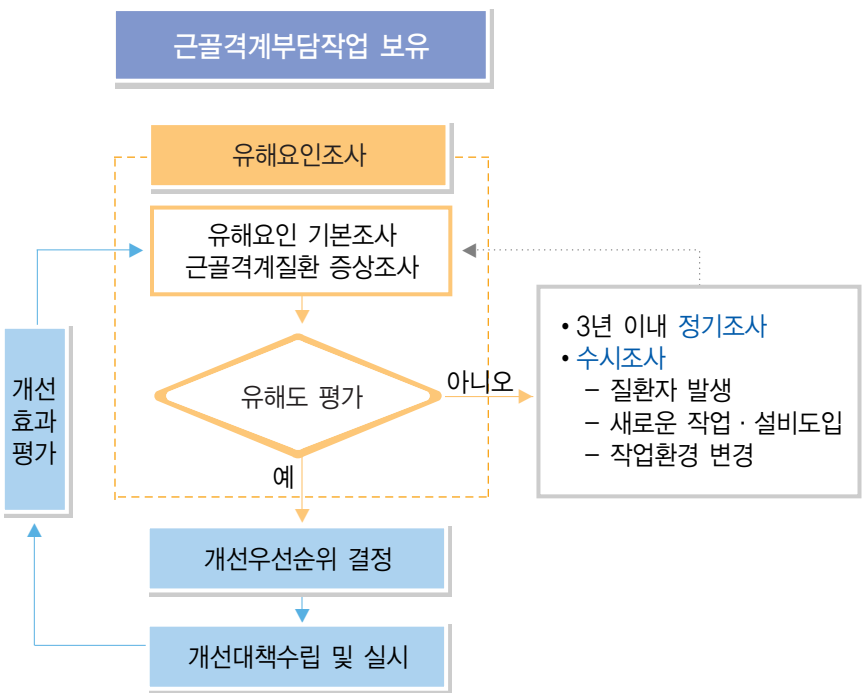 근골격계부담작업 보유
유해요인조사
유해요인 기본조사
근골격계질환 증상조사
유해도 평가
아니오
예
• 3년 이내 정기조사
• 수시조사
– 질환자 발생
– 새로운 작업 · 설비도입
– 작업환경 변경
개선우선순위 결정
개선대책수립 및 실시
개선
효과
평가